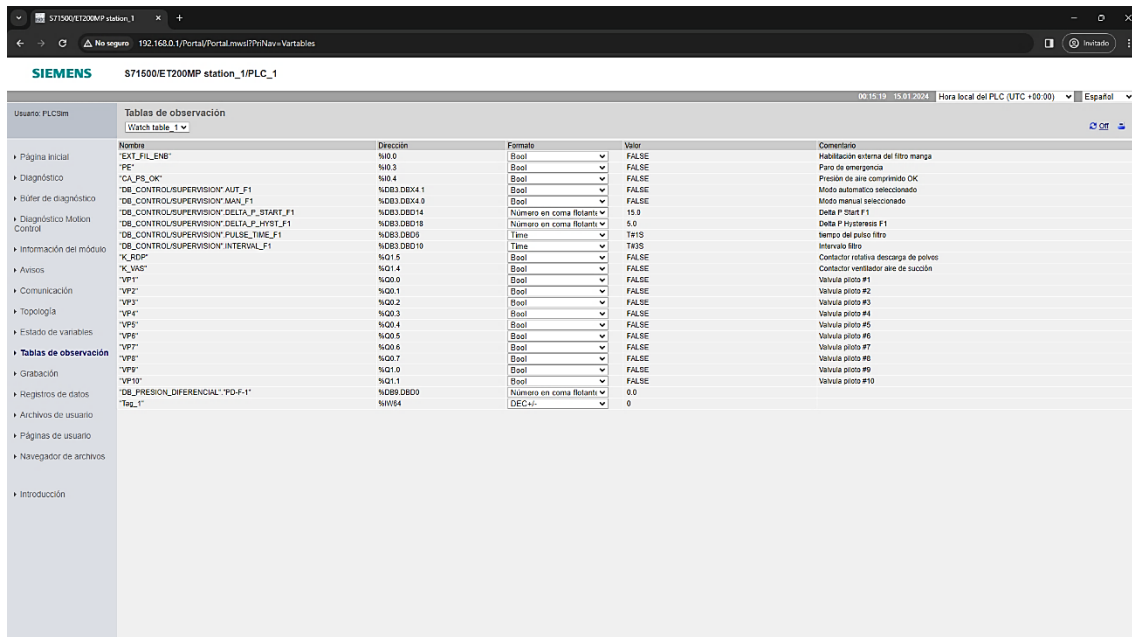 S71500/ET200MP station_1
No seguro 192.168.0.1/Portal/Portal.mwsl?PriNav=Vartables Invitado
SIEMENS S71500/ET200MP station_1/PLC_1
00:15:19 15.01.2024 Hora local del PLC (UTC +00:00) Español
Usuario: PLCSim
Tablas de observación
Watch table_1
Off
Página inicial
Diagnóstico
Búfer de diagnóstico
Diagnóstico Motion
Control
Información del módulo
Avisos
Comunicación
Topología
Estado de variables
Tablas de observación
Grabación
Registros de datos
Archivos de usuario
Páginas de usuario
Navegador de archivos
Introducción
Nombre Dirección Formato Valor Comentario
"EXT_FIL_ENB" %I0.0 Bool FALSE Habilitación externa del filtro manga
"PE" %I0.3 Bool FALSE Paro de emergencia
"CA_PS_OK" %I0.4 Bool FALSE Presión de aire comprimido OK
"DB_CONTROL/SUPERVISION".AUT_F1 %DB3.DBX4.1 Bool FALSE Modo automatico seleccionado
"DB_CONTROL/SUPERVISION".MAN_F1 %DB3.DBX4.0 Bool FALSE Modo manual seleccionado
"DB_CONTROL/SUPERVISION".DELTA_P_START_F1 %DB3.DBD14 Número en coma flotante 15.0 Delta P Start F1
"DB_CONTROL/SUPERVISION".DELTA_P_HYST_F1 %DB3.DBD18 Número en coma flotante 5.0 Delta P Hysteresis F1
"DB_CONTROL/SUPERVISION".PULSE_TIME_F1 %DB3.DBD6 Time T#1S tiempo del pulso filtro
"DB_CONTROL/SUPERVISION".INTERVAL_F1 %DB3.DBD10 Time T#3S Intervalo filtro
"K_RDP" %Q1.5 Bool FALSE Contactor rotativa descarga de polvos
"K_VAS" %Q1.4 Bool FALSE Contactor ventilador aire de succión
"VP1" %Q0.0 Bool FALSE Valvula piloto #1
"VP2" %Q0.1 Bool FALSE Valvula piloto #2
"VP3" %Q0.2 Bool FALSE Valvula piloto #3
"VP4" %Q0.3 Bool FALSE Valvula piloto #4
"VP5" %Q0.4 Bool FALSE Valvula piloto #5
"VP6" %Q0.5 Bool FALSE Valvula piloto #6
"VP7" %Q0.6 Bool FALSE Valvula piloto #7
"VP8" %Q0.7 Bool FALSE Valvula piloto #8
"VP9" %Q1.0 Bool FALSE Valvula piloto #9
"VP10" %Q1.1 Bool FALSE Valvula piloto #10
"DB_PRESION_DIFERENCIAL"."PD-F-1" %DB9.DBD0 Número en coma flotante 0.0
"Tag_1" %IW64 DEC+/- 0